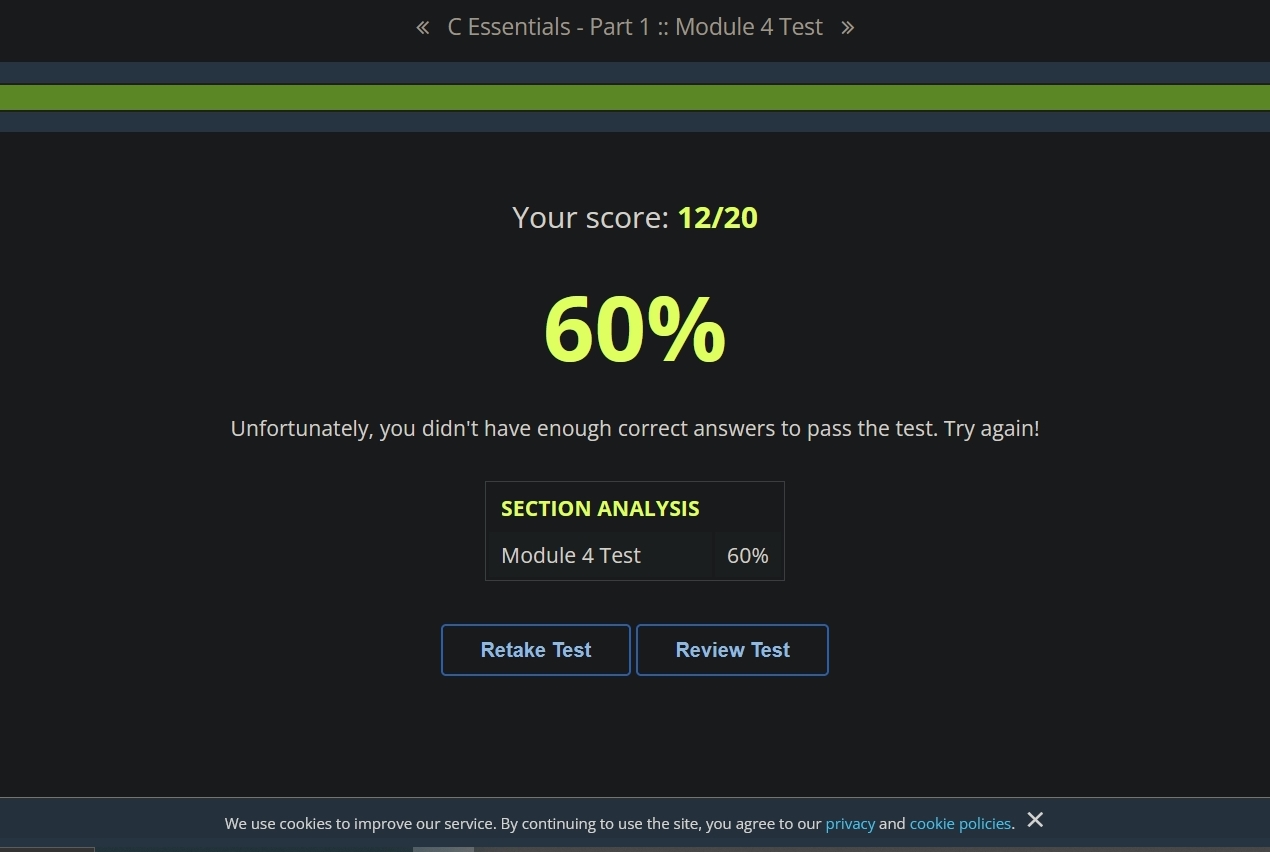 « C Essentials - Part 1 :: Module 4 Test »
Your score: 12/20
60%
Unfortunately, you didn't have enough correct answers to pass the test. Try again!
SECTION ANALYSIS
Module 4 Test 60%
Retake Test Review Test
We use cookies to improve our service. By continuing to use the site, you agree to our privacy and cookie policies. ✕